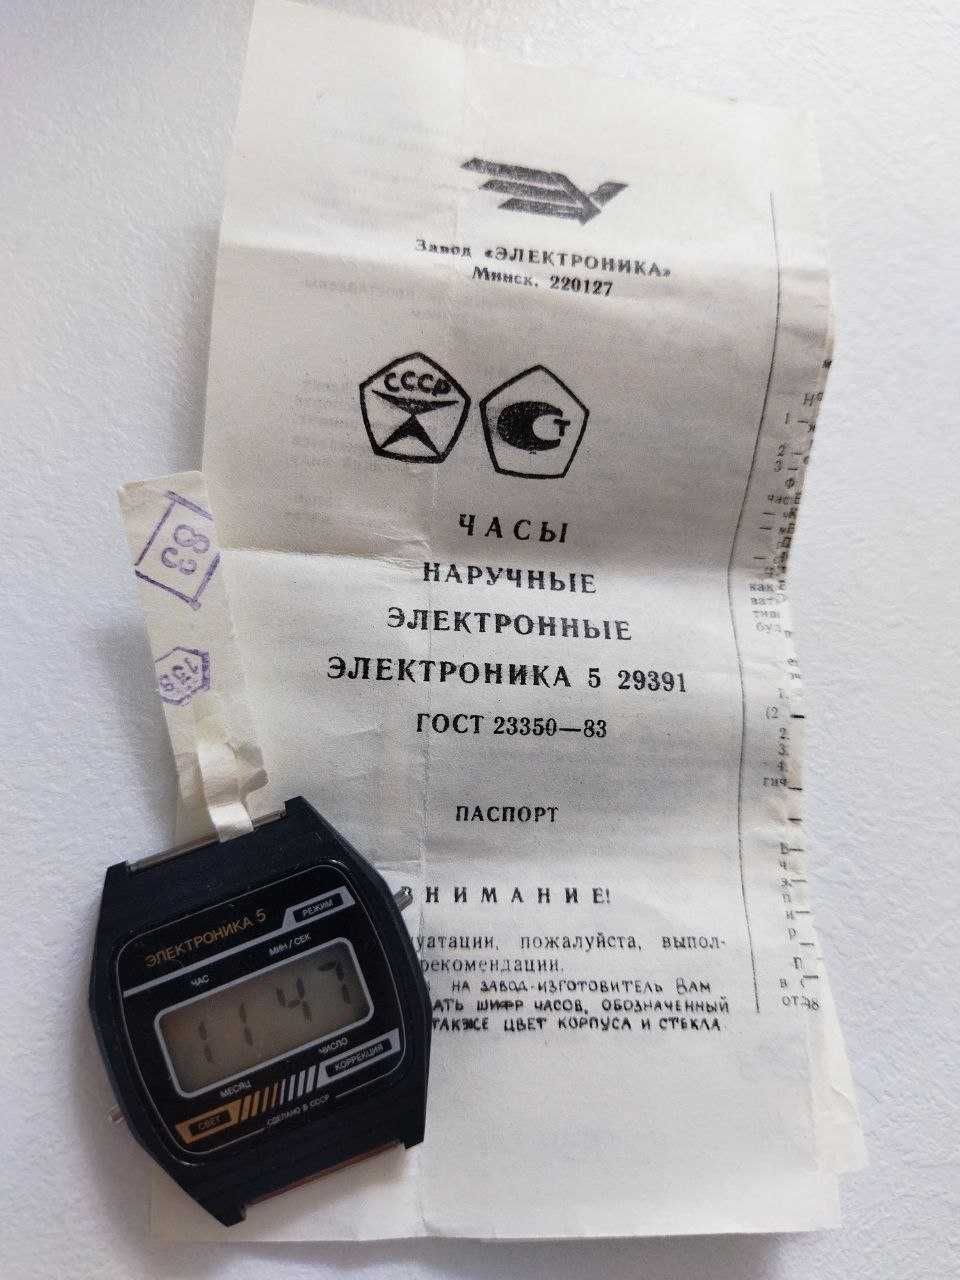 Завод «ЭЛЕКТРОНИКА»
Минск, 220127
СССР
Т
ЧАСЫ
НАРУЧНЫЕ
ЭЛЕКТРОННЫЕ
ЭЛЕКТРОНИКА 5 29391
ГОСТ 23350—83
ПАСПОРТ
ВНИМАНИЕ!
уатации, пожалуйста, выпол-
рекомендации.
НА ЗАВОД-ИЗГОТОВИТЕЛЬ ВАМ
АТЬ ШИФР ЧАСОВ, ОБОЗНАЧЕННЫЙ
ТАКЖЕ ЦВЕТ КОРПУСА И СТЕКЛА.
83
ЭЛЕКТРОНИКА 5
РЕЖИМ
ЧАС
МИН/СЕК
11 47
МЕСЯЦ
ЧИСЛО
СВЕТ
КОРРЕКЦИЯ
СДЕЛАНО В СССР